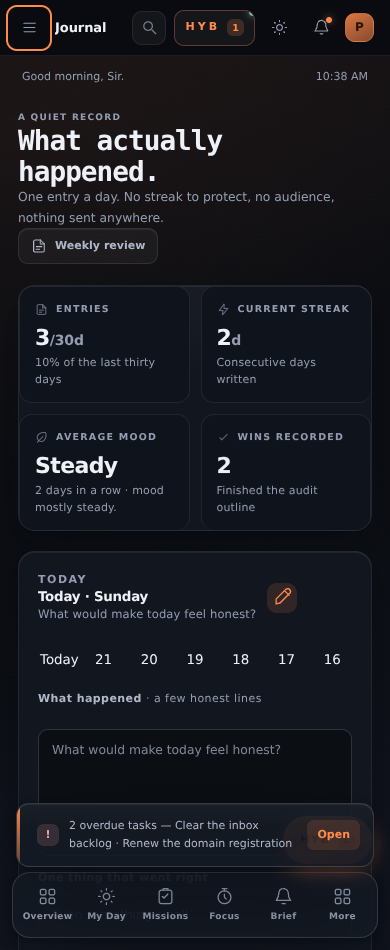 Journal
HYB 1
P
Good morning, Sir.
10:38 AM
A QUIET RECORD
What actually
happened.
One entry a day. No streak to protect, no audience,
nothing sent anywhere.
Weekly review
ENTRIES
3/30d
10% of the last thirty
days
CURRENT STREAK
2d
Consecutive days
written
AVERAGE MOOD
Steady
2 days in a row · mood
mostly steady.
WINS RECORDED
2
Finished the audit
outline
TODAY
Today · Sunday
What would make today feel honest?
Today 21 20 19 18 17 16
What happened · a few honest lines
What would make today feel honest?
!
2 overdue tasks — Clear the inbox
backlog · Renew the domain registration
Open
One thing that went right
Overview My Day Missions Focus Brief More